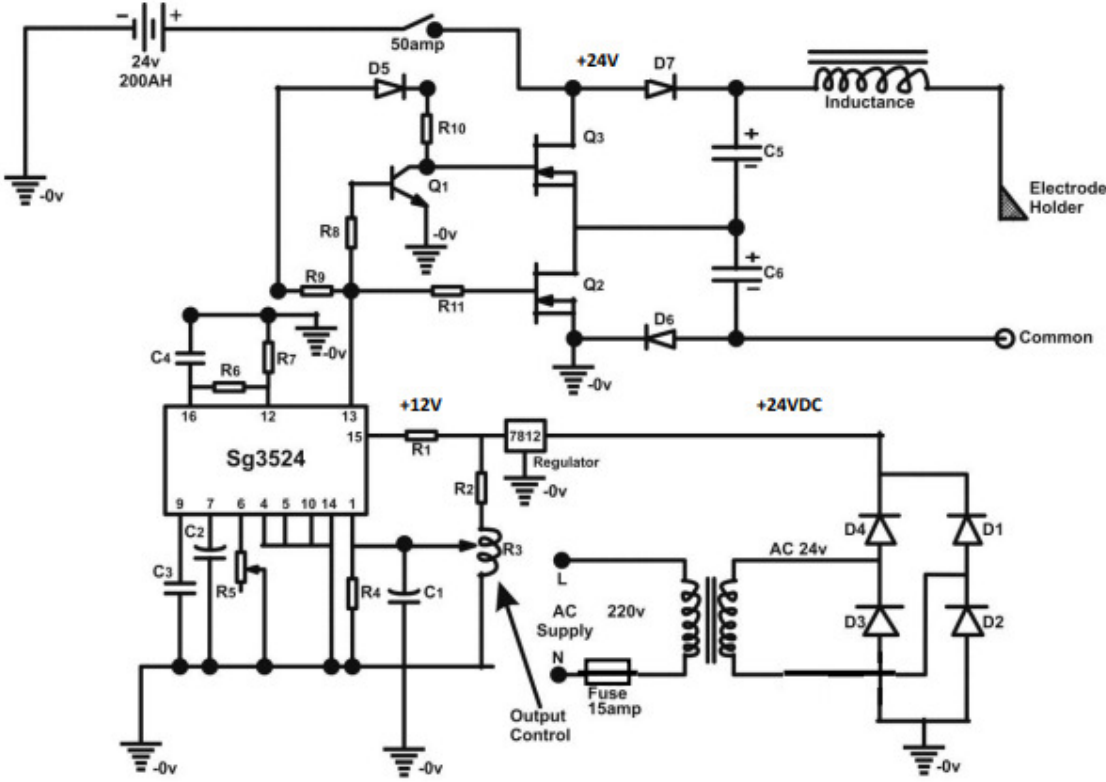 − +
24v
200AH
50amp
+24V
D5
D7
Inductance
R10
Q3
C5
+
−
Q1
-0v
Electrode
Holder
-0v
R8
-0v
R9
R11
Q2
+
−
C6
D6
Common
-0v
C4
R7
R6
-0v
16 12 13
15
+12V
+24VDC
R1
7812
Regulator
Sg3524
R2
-0v
9 7 6 4 5 10 14 1
C2
C3
R5
R4
C1
R3
D4
D1
AC 24v
L
AC
Supply
220v
D3
D2
N
Fuse
15amp
Output
Control
-0v
-0v
-0v